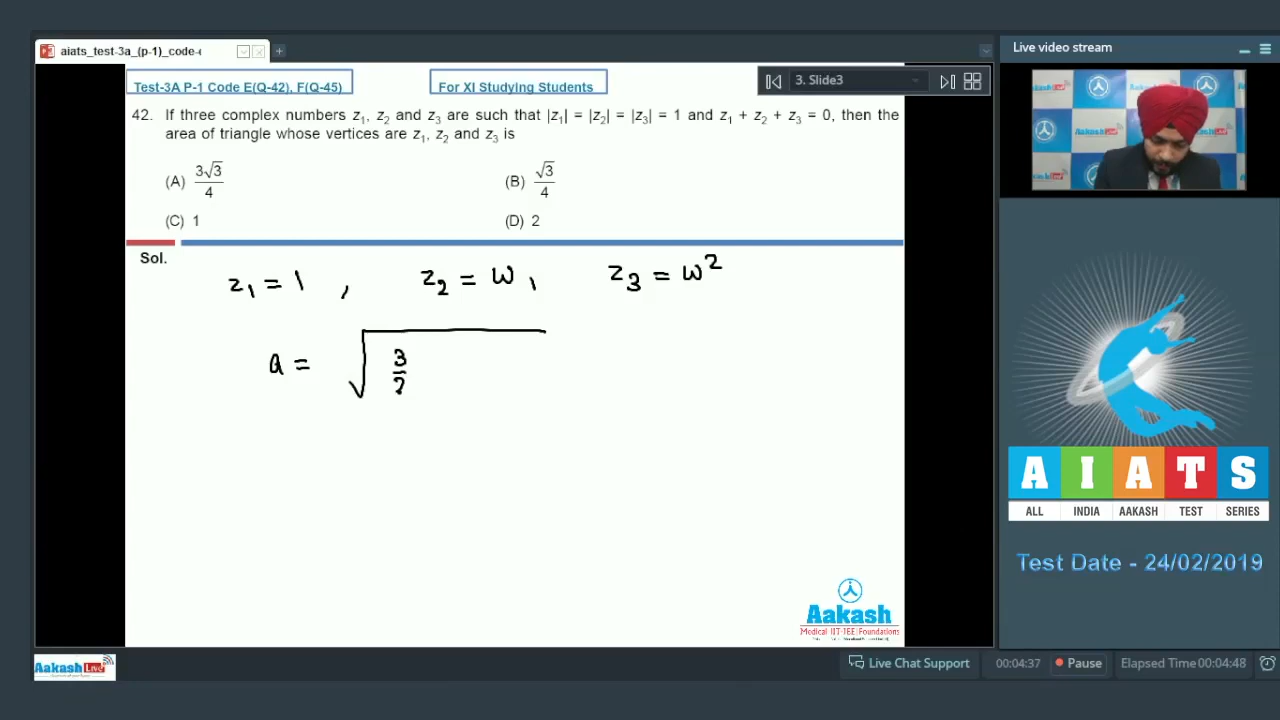 aiats_test-3a_(p-1)_code-e
Live video stream
Test-3A P-1 Code E(Q-42), F(Q-45)
For XI Studying Students
3. Slide3
42. If three complex numbers z₁, z₂ and z₃ are such that |z₁| = |z₂| = |z₃| = 1 and z₁ + z₂ + z₃ = 0, then the
area of triangle whose vertices are z₁, z₂ and z₃ is
(A) 3√3/4 (B) √3/4
(C) 1 (D) 2
Sol.
z₁ = 1 , z₂ = ω , z₃ = ω²
a = √ 3/2
A I A T S
ALL INDIA AAKASH TEST SERIES
Test Date - 24/02/2019
Aakash
Medical|IIT-JEE|Foundations
Aakash Live
Live Chat Support
00:04:37
Pause
Elapsed Time 00:04:48